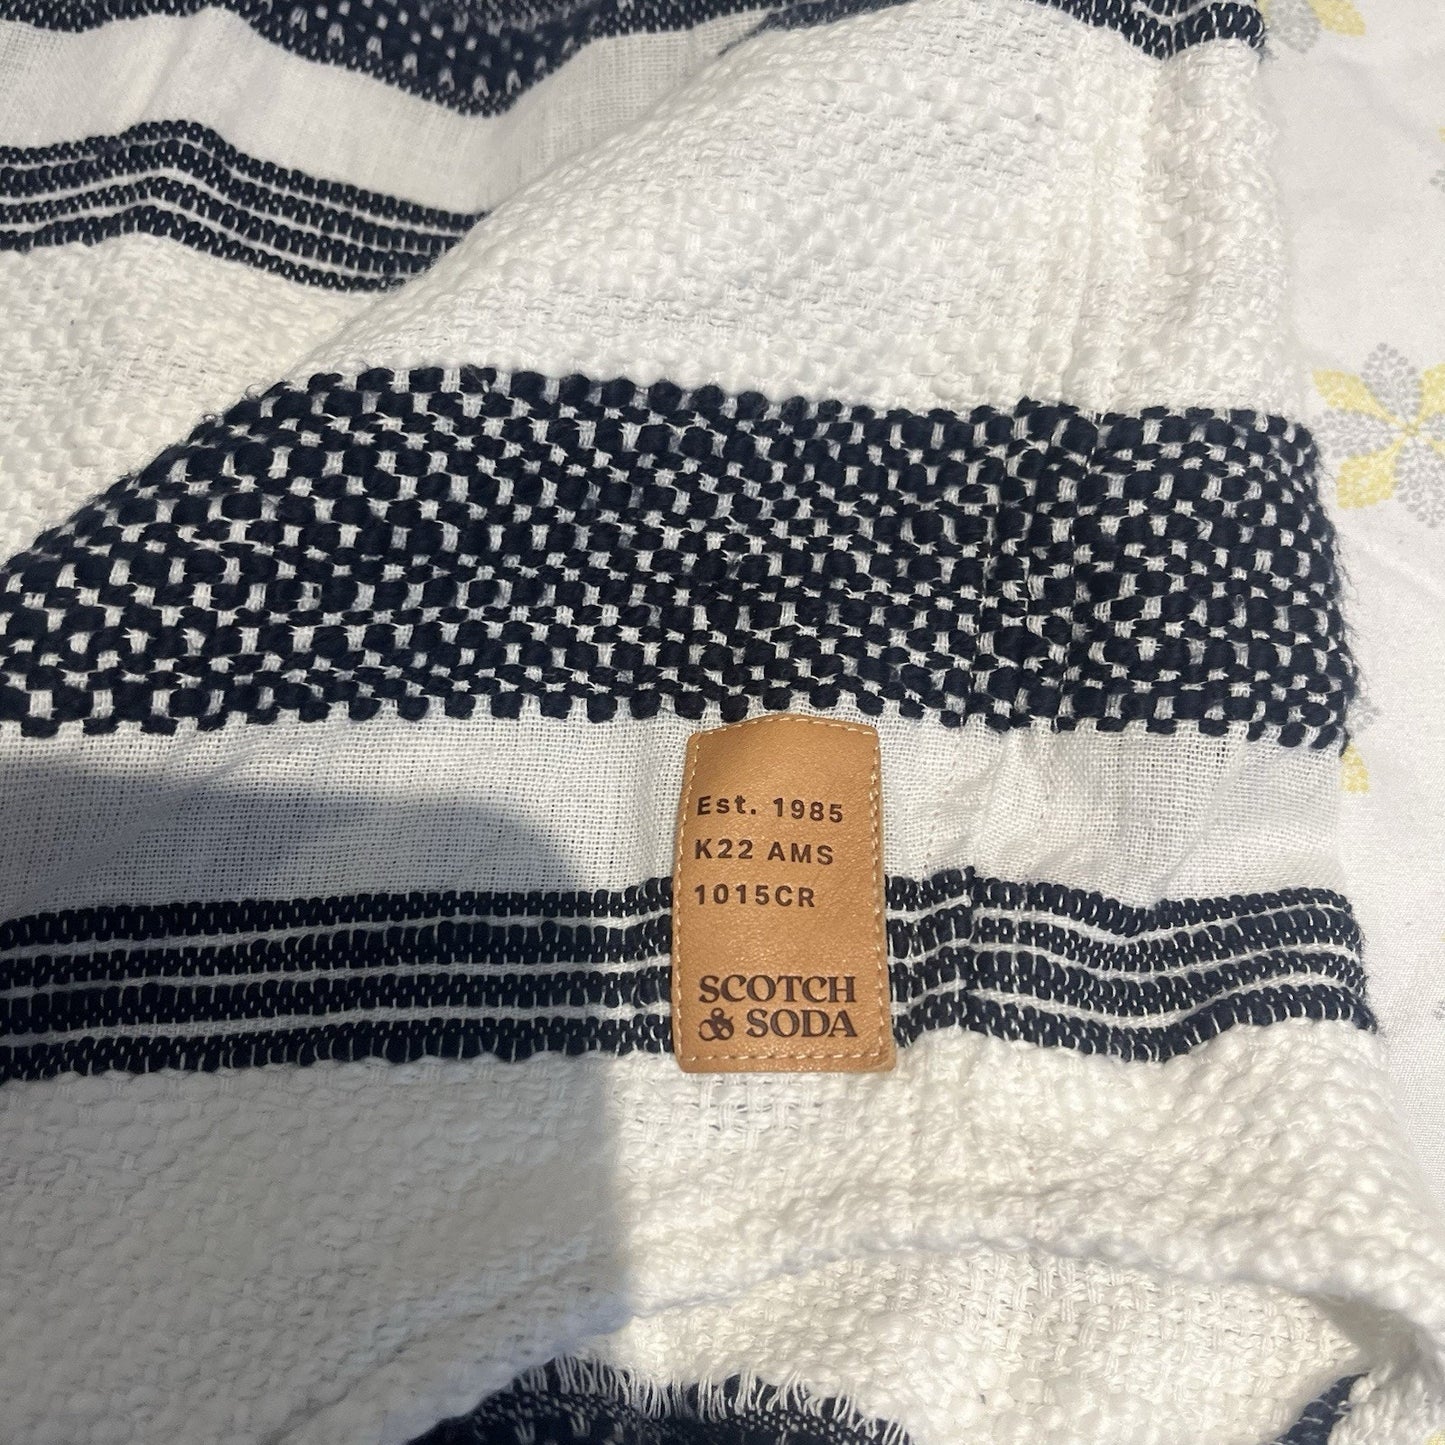 Est. 1985
K22 AMS
1015CR
SCOTCH
& SODA